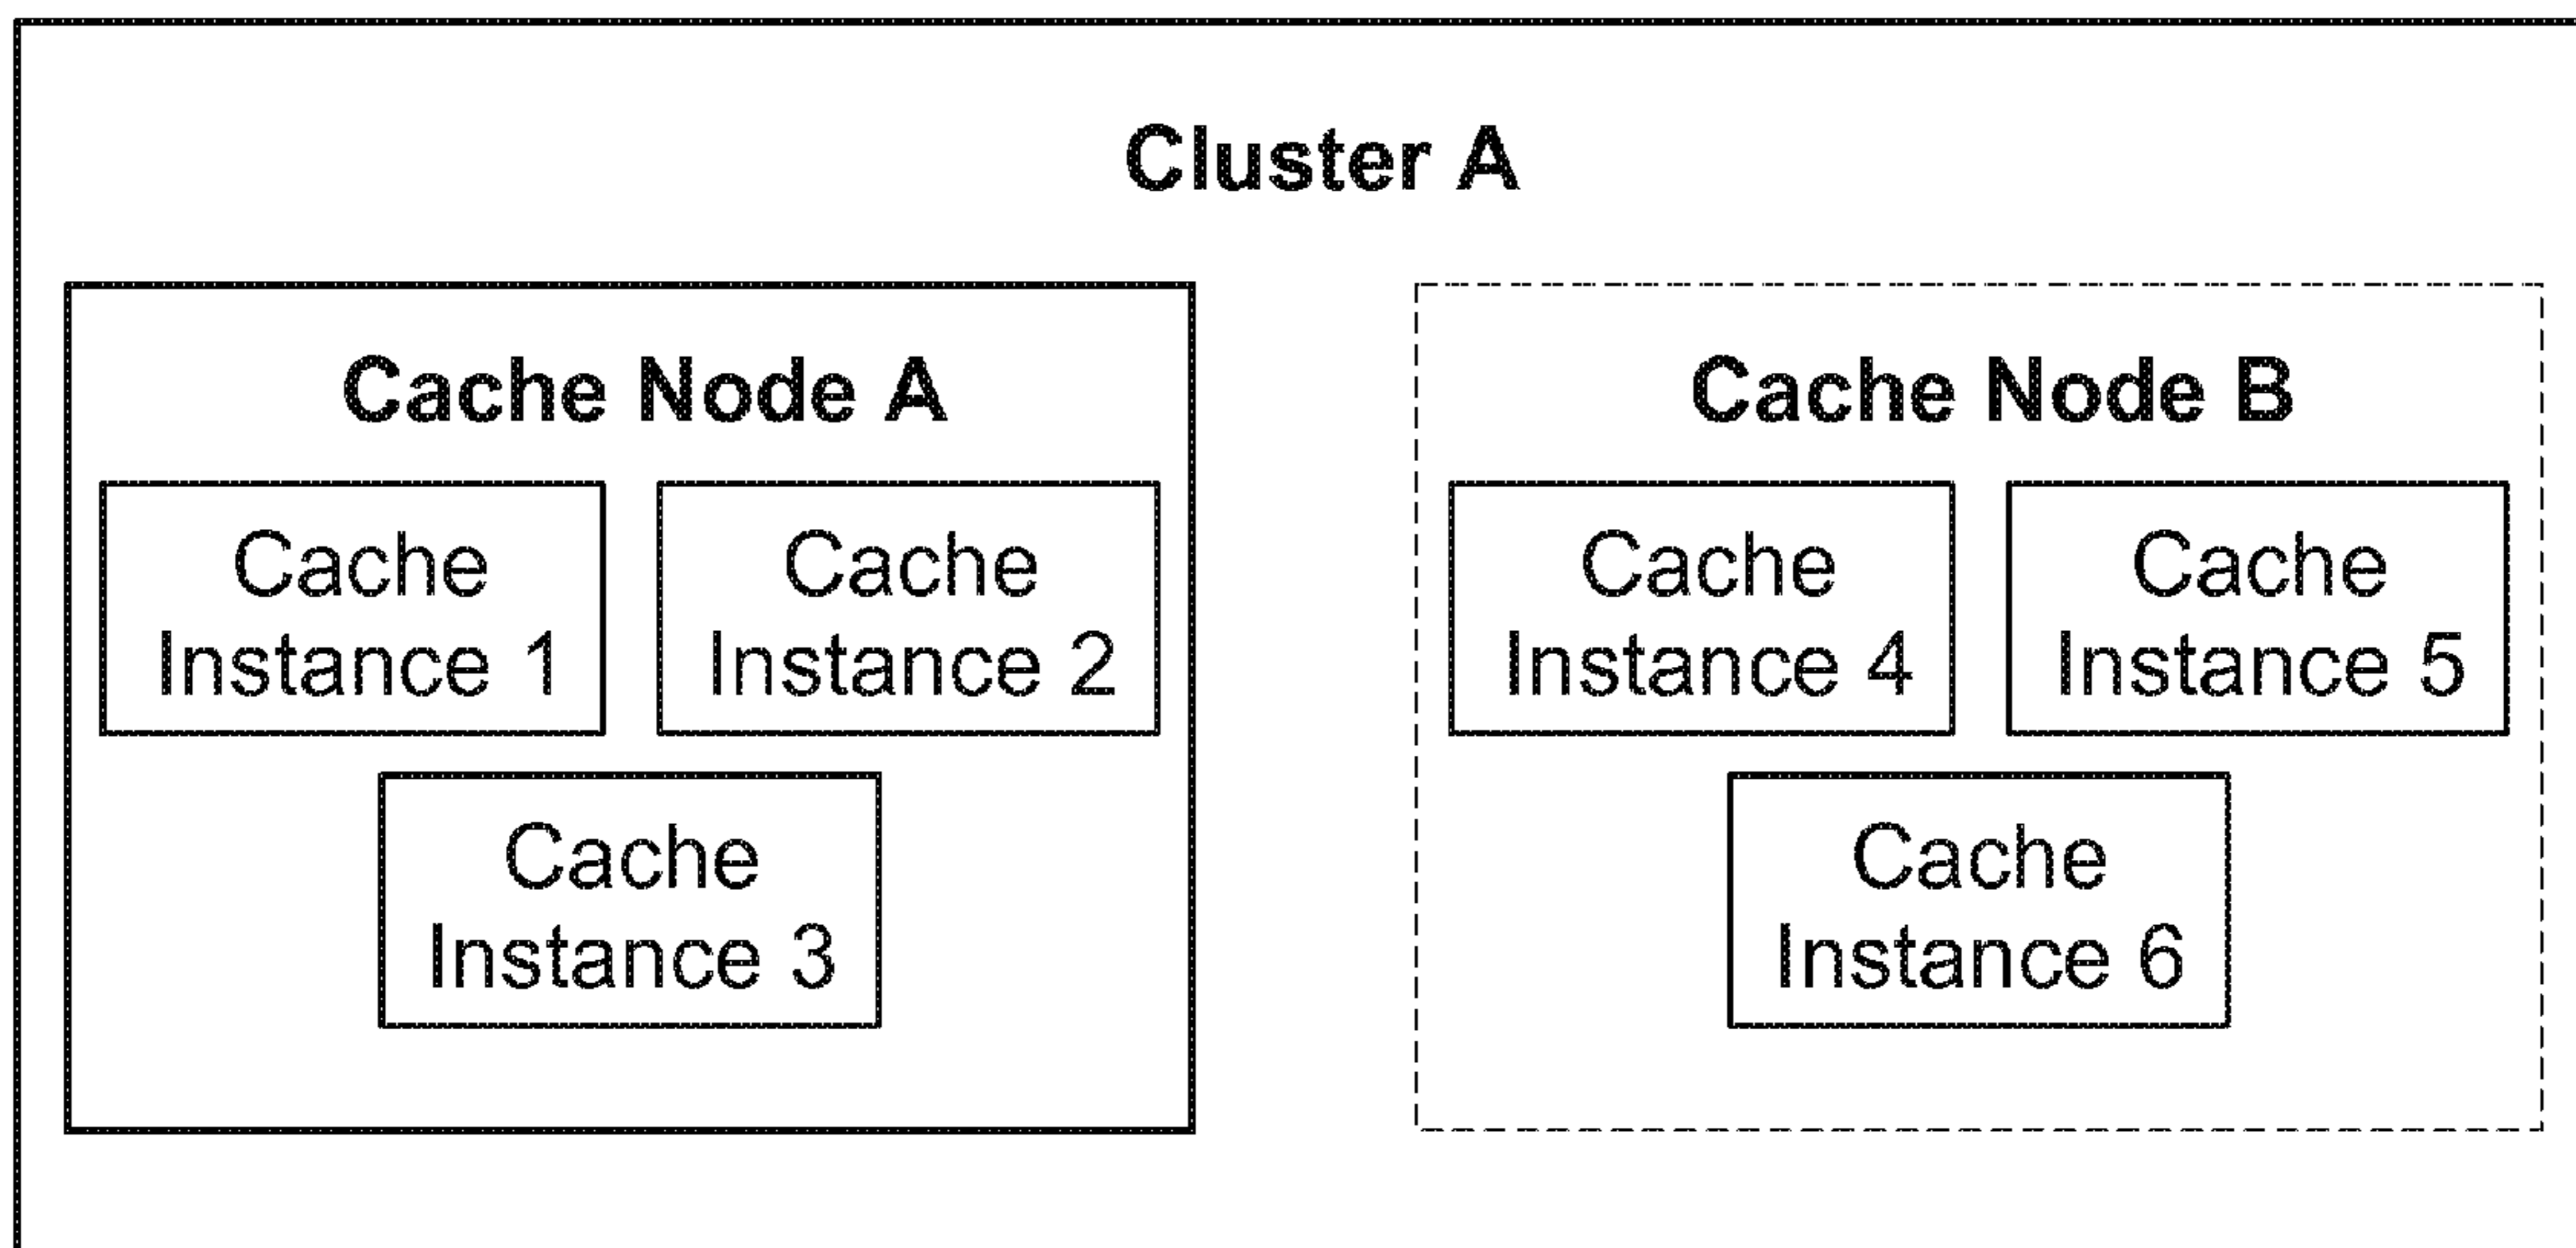 Cluster A
Cache Node A
Cache
Instance 1
Cache
Instance 2
Cache
Instance 3
Cache Node B
Cache
Instance 4
Cache
Instance 5
Cache
Instance 6